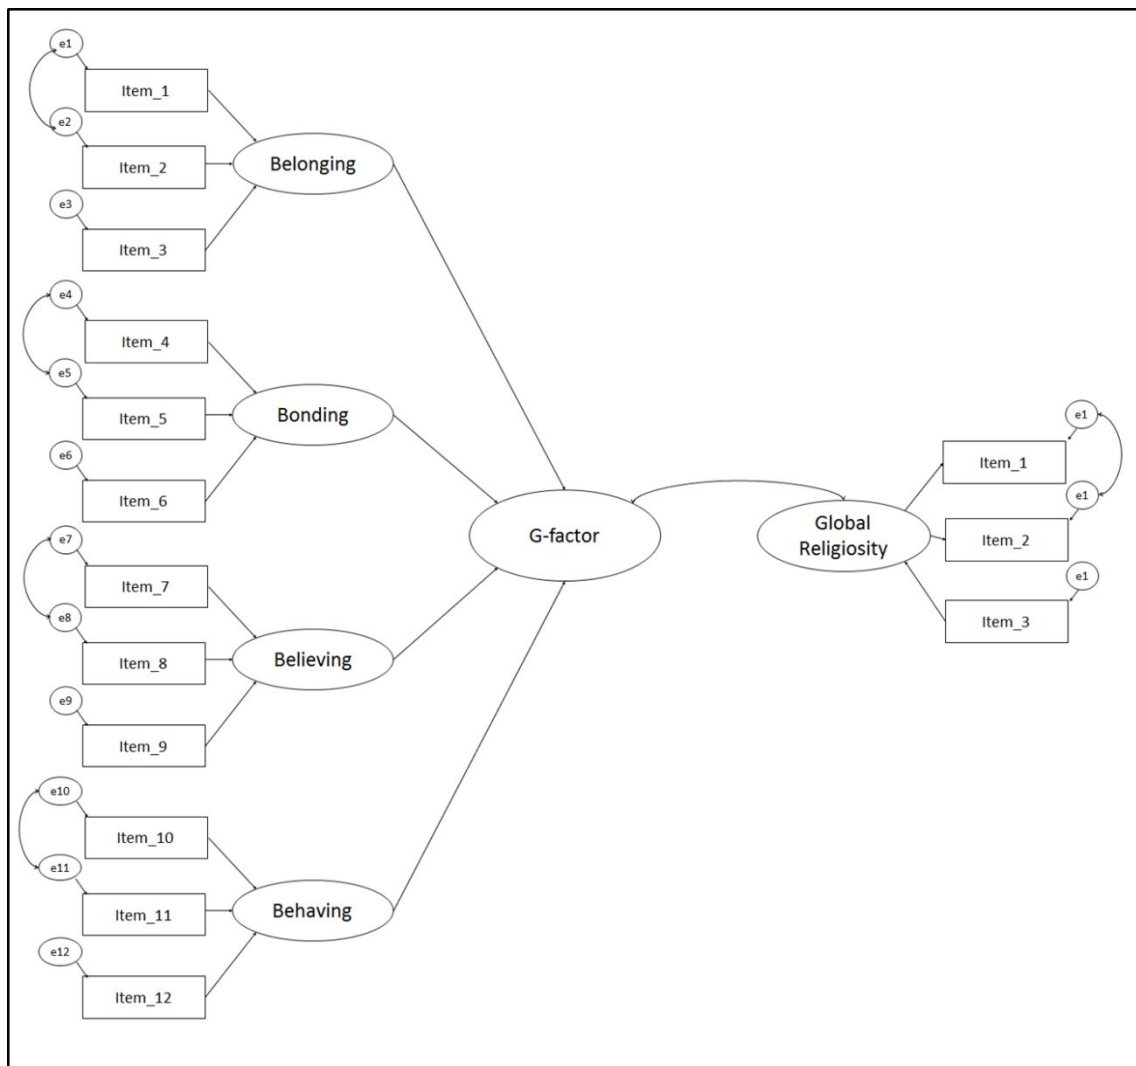 e1
Item_1
e2
Item_2
e3
Item_3
Belonging
e4
Item_4
e5
Item_5
e6
Item_6
Bonding
e7
Item_7
e8
Item_8
e9
Item_9
Believing
e10
Item_10
e11
Item_11
e12
Item_12
Behaving
G-factor
Global
Religiosity
e1
Item_1
e1
Item_2
e1
Item_3